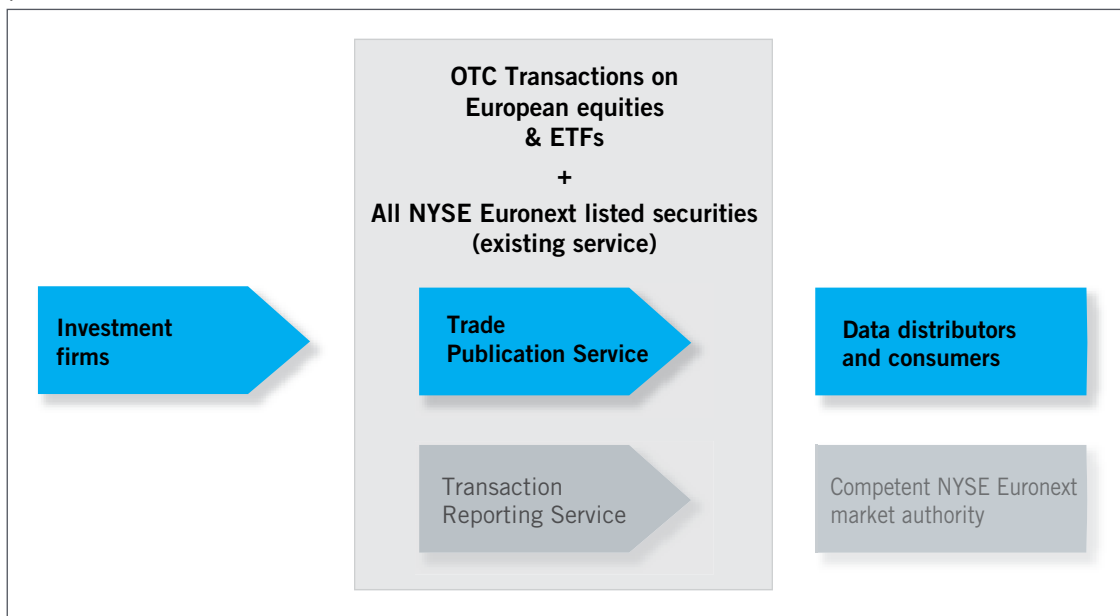 OTC Transactions on
European equities
& ETFs
+
All NYSE Euronext listed securities
(existing service)
Investment
firms
Trade
Publication Service
Data distributors
and consumers
Transaction
Reporting Service
Competent NYSE Euronext
market authority